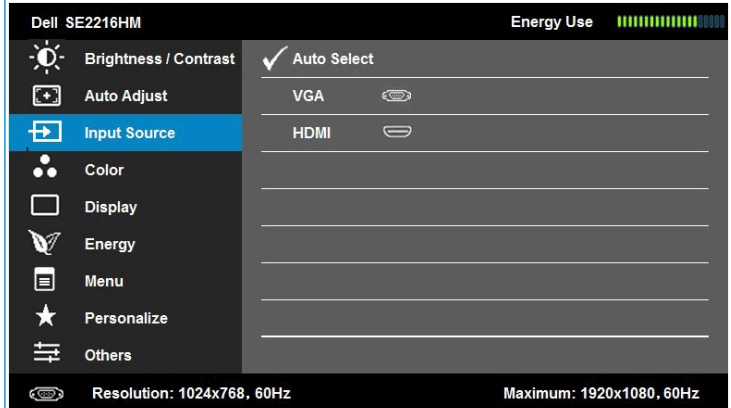 Dell SE2216HM Energy Use
Brightness / Contrast Auto Select
Auto Adjust VGA
Input Source HDMI
Color
Display
Energy
Menu
Personalize
Others
Resolution: 1024x768, 60Hz Maximum: 1920x1080, 60Hz